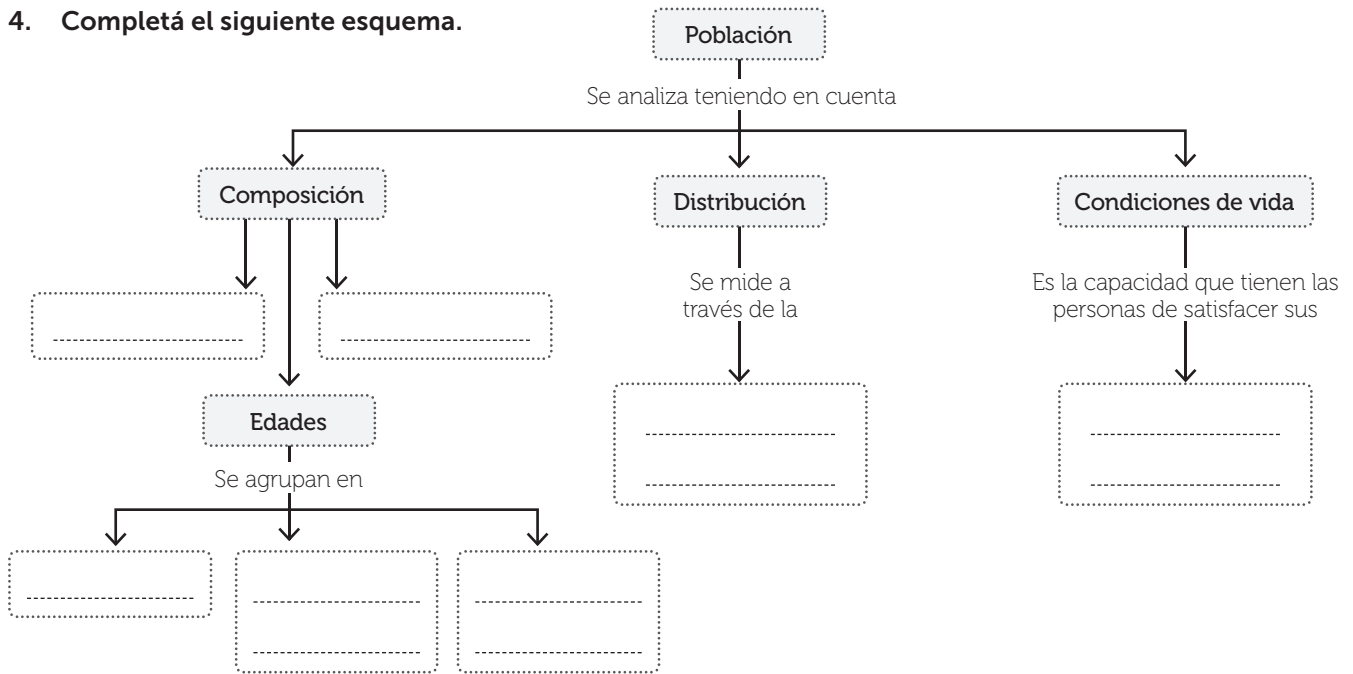 4. Completá el siguiente esquema.
Población
Se analiza teniendo en cuenta
Composición
Distribución
Condiciones de vida
Se mide a
través de la
Es la capacidad que tienen las
personas de satisfacer sus
Edades
Se agrupan en